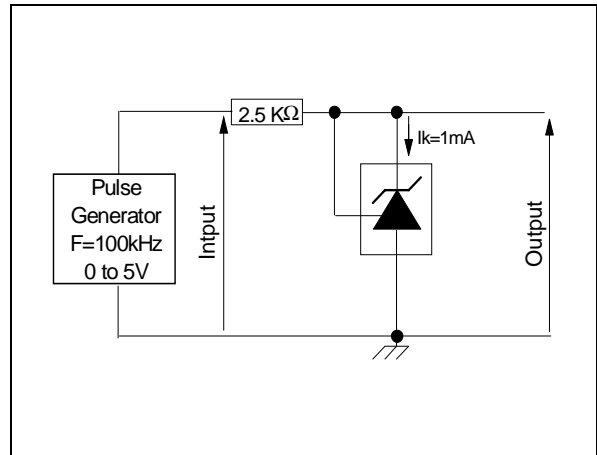 2.5 KΩ
Ik=1mA
Pulse
Generator
F=100kHz
0 to 5V
Intput
Output